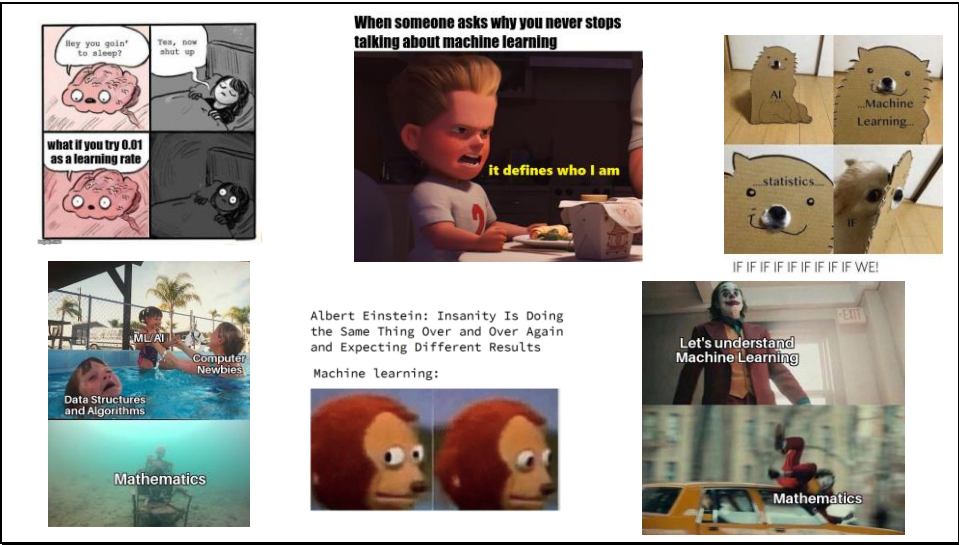 Hey you goin'
to sleep?
Yes, now
shut up
what if you try 0.01
as a learning rate
When someone asks why you never stops
talking about machine learning
it defines who I am
AI
...Machine
Learning...
...statistics...
IF
IF IF IF IF IF IF IF IF IF WE!
ML/AI
Computer
Newbies
Data Structures
and Algorithms
Mathematics
Albert Einstein: Insanity Is Doing
the Same Thing Over and Over Again
and Expecting Different Results
Machine learning:
EXIT
Let's understand
Machine Learning
Mathematics